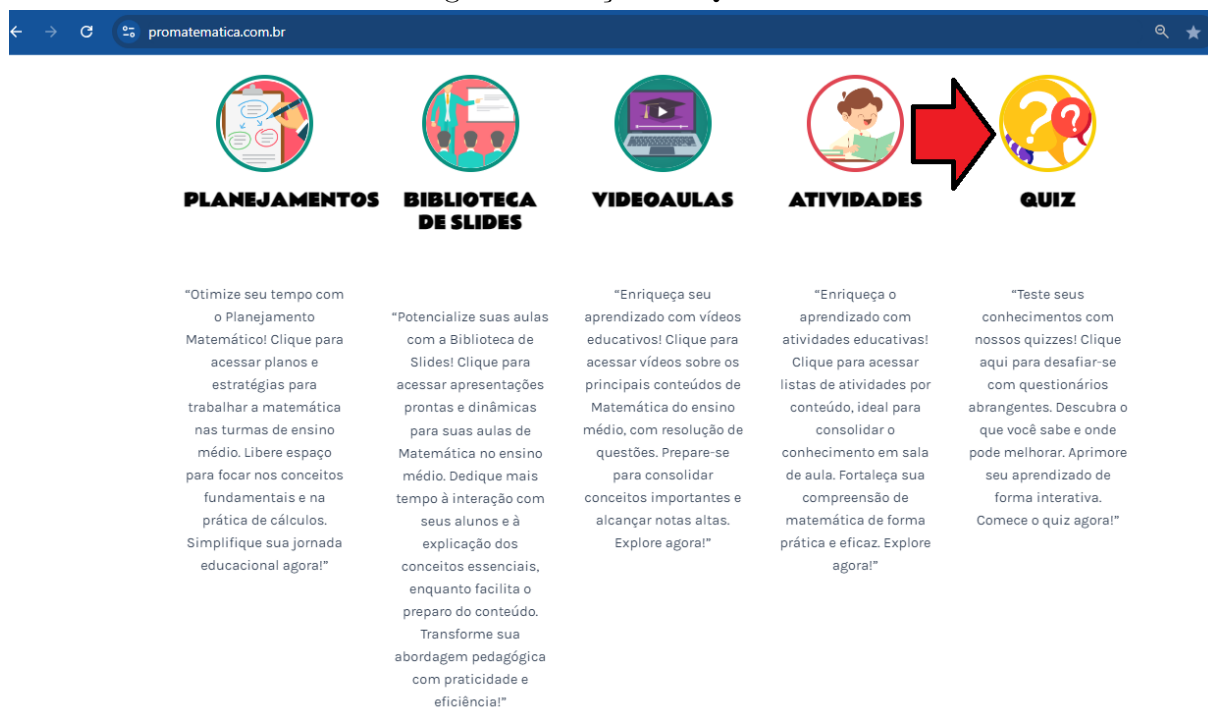 promatematica.com.br
PLANEJAMENTOS
BIBLIOTECA
DE SLIDES
VIDEOAULAS
ATIVIDADES
QUIZ
“Otimize seu tempo com
o Planejamento
Matemático! Clique para
acessar planos e
estratégias para
trabalhar a matemática
nas turmas de ensino
médio. Libere espaço
para focar nos conceitos
fundamentais e na
prática de cálculos.
Simplifique sua jornada
educacional agora!”
“Potencialize suas aulas
com a Biblioteca de
Slides! Clique para
acessar apresentações
prontas e dinâmicas
para suas aulas de
Matemática no ensino
médio. Dedique mais
tempo à interação com
seus alunos e à
explicação dos
conceitos essenciais,
enquanto facilita o
preparo do conteúdo.
Transforme sua
abordagem pedagógica
com praticidade e
eficiência!”
“Enriqueça seu
aprendizado com vídeos
educativos! Clique para
acessar vídeos sobre os
principais conteúdos de
Matemática do ensino
médio, com resolução de
questões. Prepare-se
para consolidar
conceitos importantes e
alcançar notas altas.
Explore agora!”
“Enriqueça o
aprendizado com
atividades educativas!
Clique para acessar
listas de atividades por
conteúdo, ideal para
consolidar o
conhecimento em sala
de aula. Fortaleça sua
compreensão de
matemática de forma
prática e eficaz. Explore
agora!”
“Teste seus
conhecimentos com
nossos quizzes! Clique
aqui para desafiar-se
com questionários
abrangentes. Descubra o
que você sabe e onde
pode melhorar. Aprimore
seu aprendizado de
forma interativa.
Comece o quiz agora!”